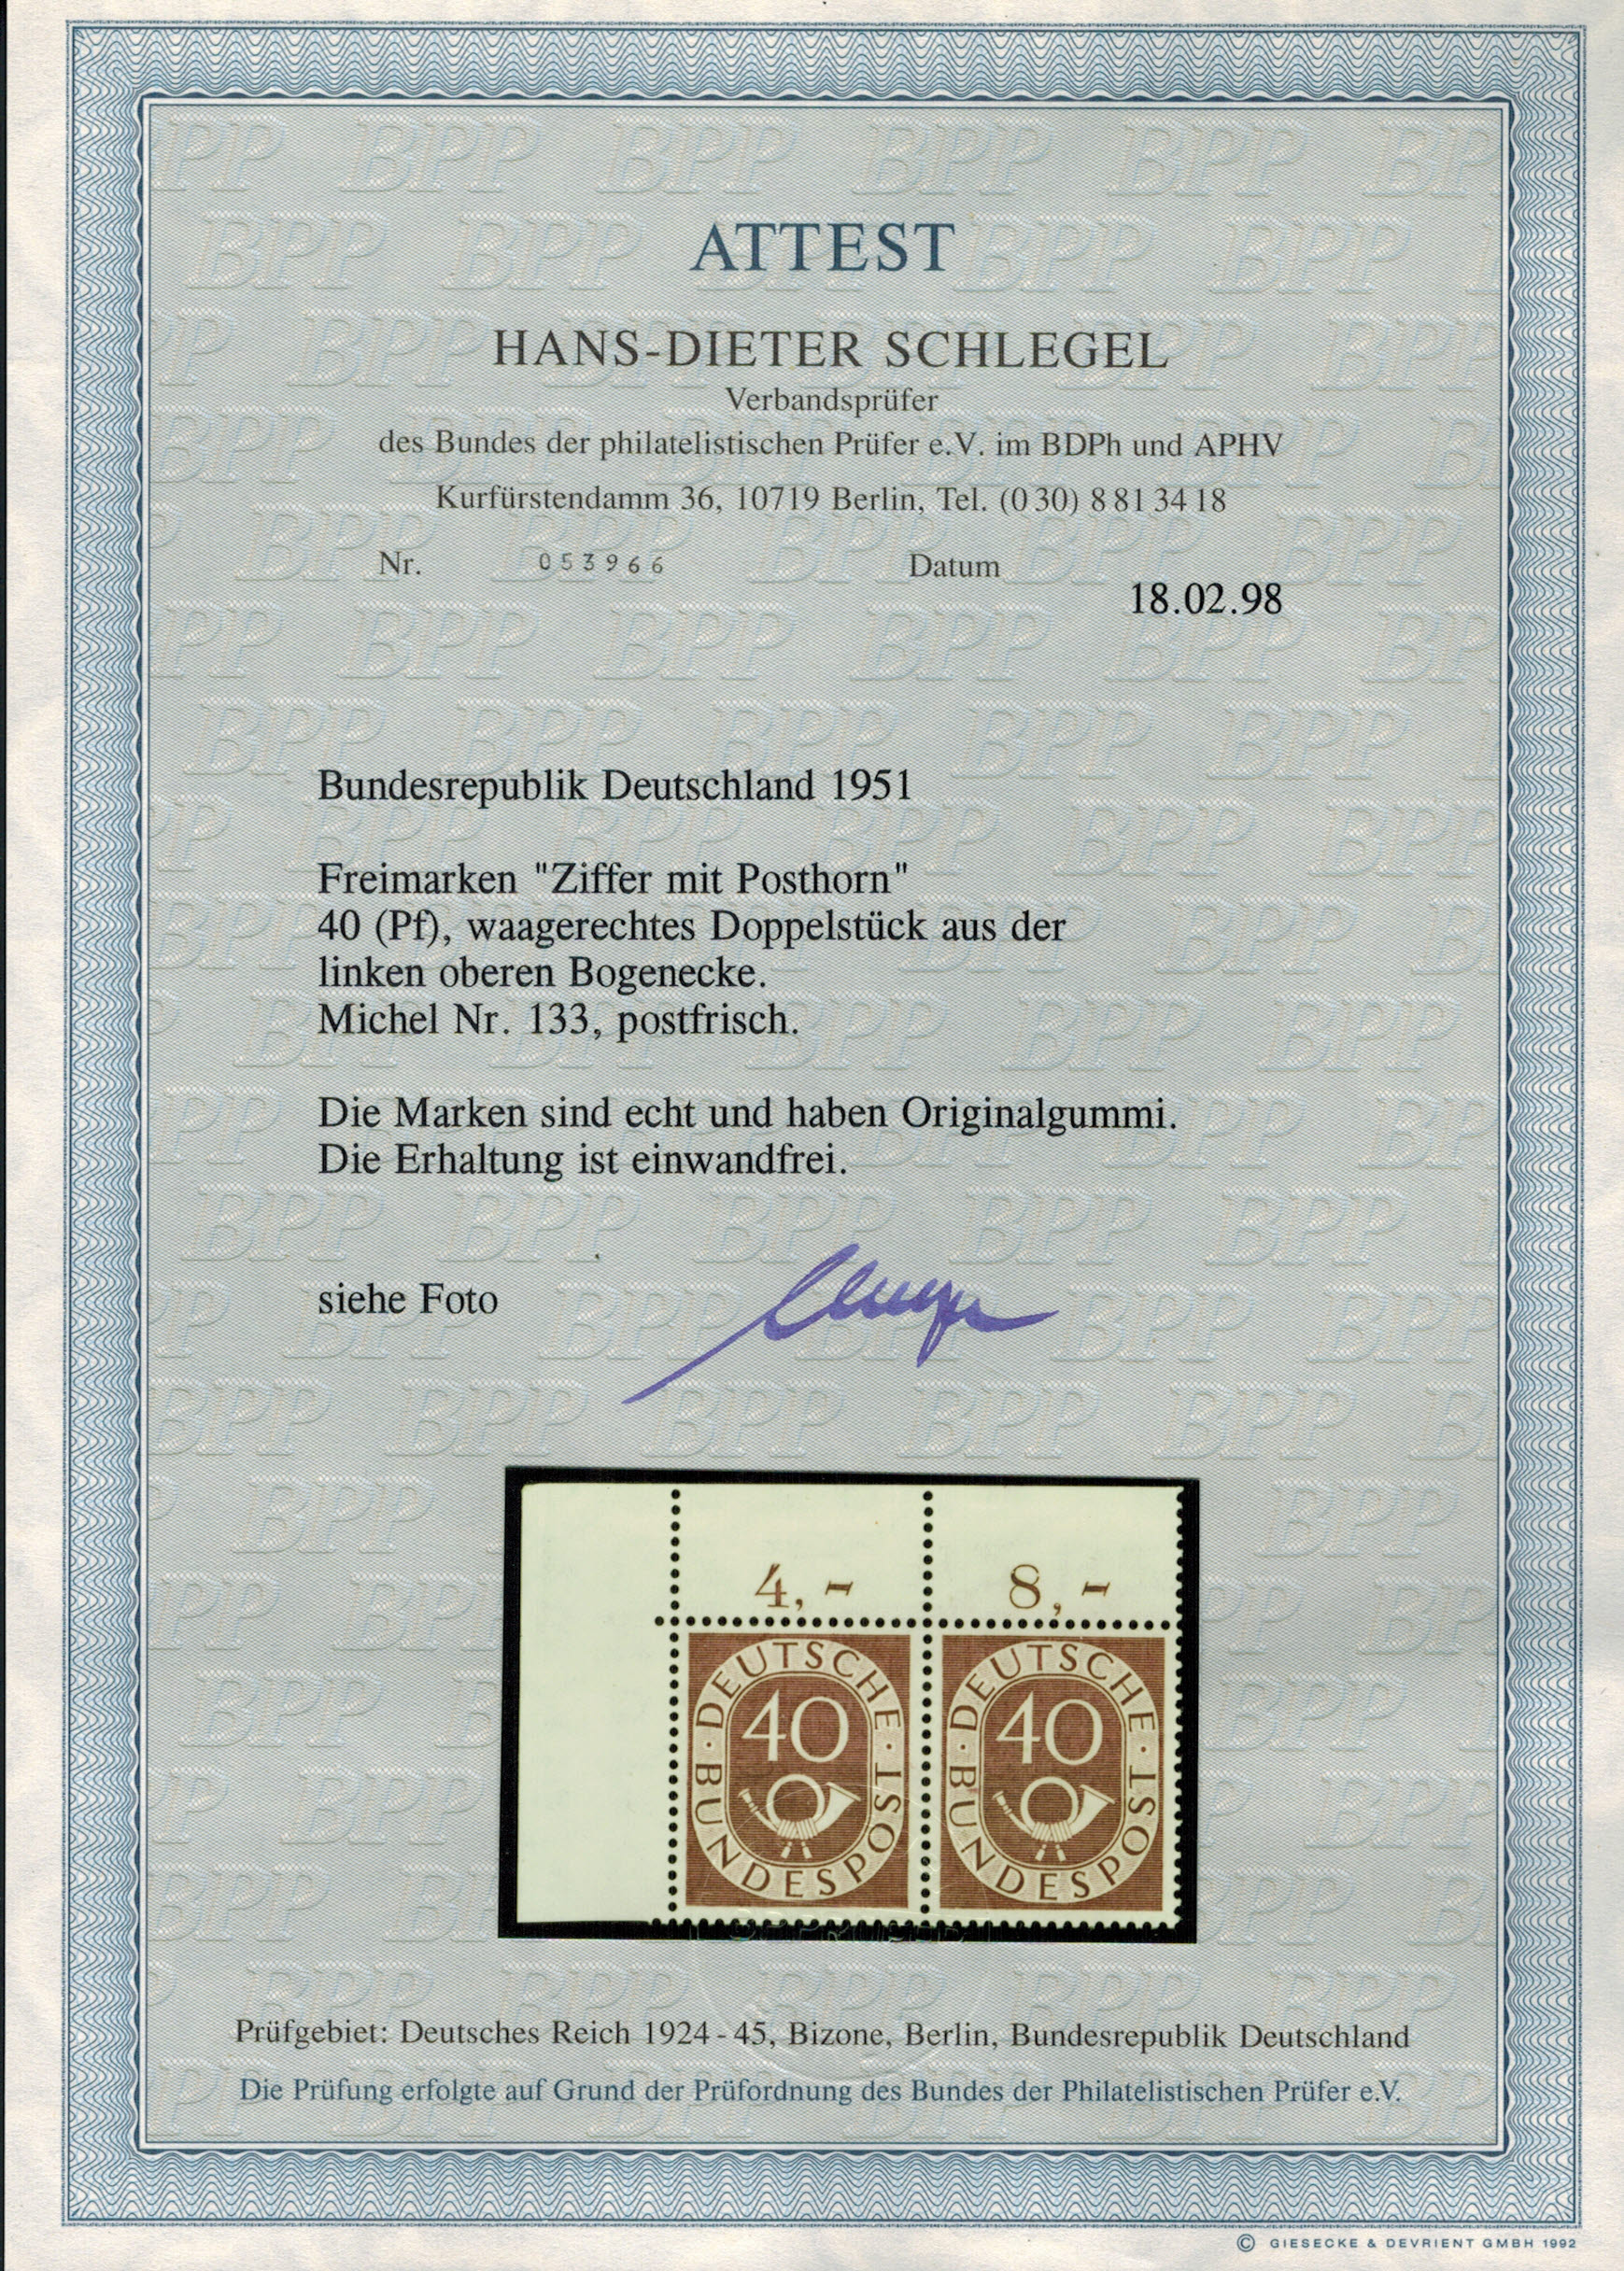 ATTEST
HANS-DIETER SCHLEGEL
Verbandsprüfer
des Bundes der philatelistischen Prüfer e.V. im BDPh und APHV
Kurfürstendamm 36, 10719 Berlin, Tel. (0 30) 8 81 34 18
Nr. 053966 Datum
18.02.98
Bundesrepublik Deutschland 1951
Freimarken "Ziffer mit Posthorn"
40 (Pf), waagerechtes Doppelstück aus der
linken oberen Bogenecke.
Michel Nr. 133, postfrisch.
Die Marken sind echt und haben Originalgummi.
Die Erhaltung ist einwandfrei.
siehe Foto
4,- 8,-
DEUTSCHE · BUNDESPOST · 40
DEUTSCHE · BUNDESPOST · 40
Prüfgebiet: Deutsches Reich 1924 - 45, Bizone, Berlin, Bundesrepublik Deutschland
Die Prüfung erfolgte auf Grund der Prüfordnung des Bundes der Philatelistischen Prüfer e.V.
© GIESECKE & DEVRIENT GMBH 1992